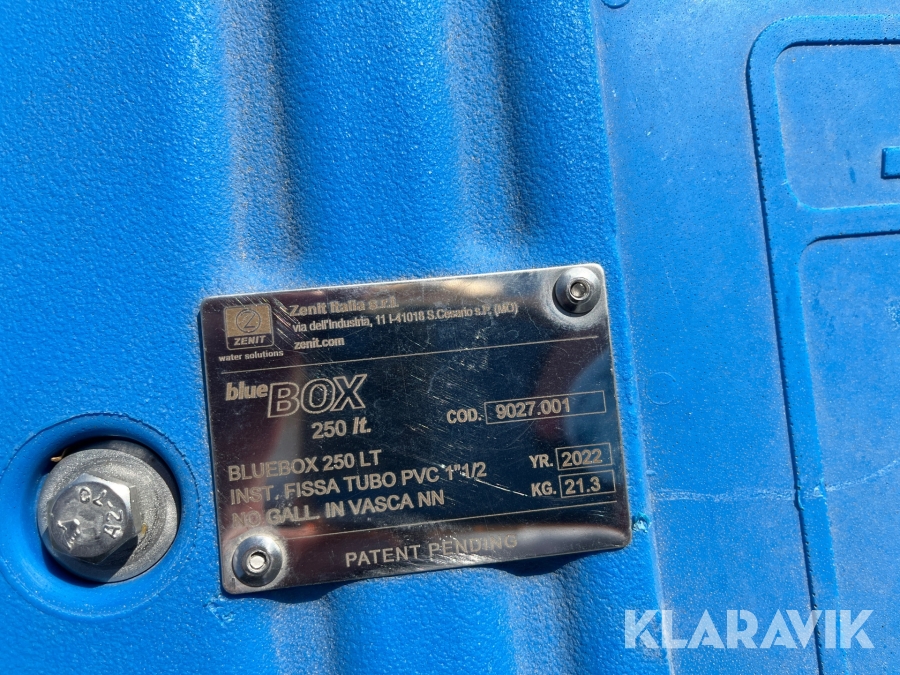 Zenit Italia s.r.l.
via dell'Industria, 11 I-41018 S.Cesario s.P. (MO)
zenit.com
ZENIT
water solutions
blueBOX
250 lt.
COD. 9027.001
BLUEBOX 250 LT
INST. FISSA TUBO PVC 1"1/2
NO GALL. IN VASCA NN
YR. 2022
KG. 21.3
PATENT PENDING
KLARAVIK